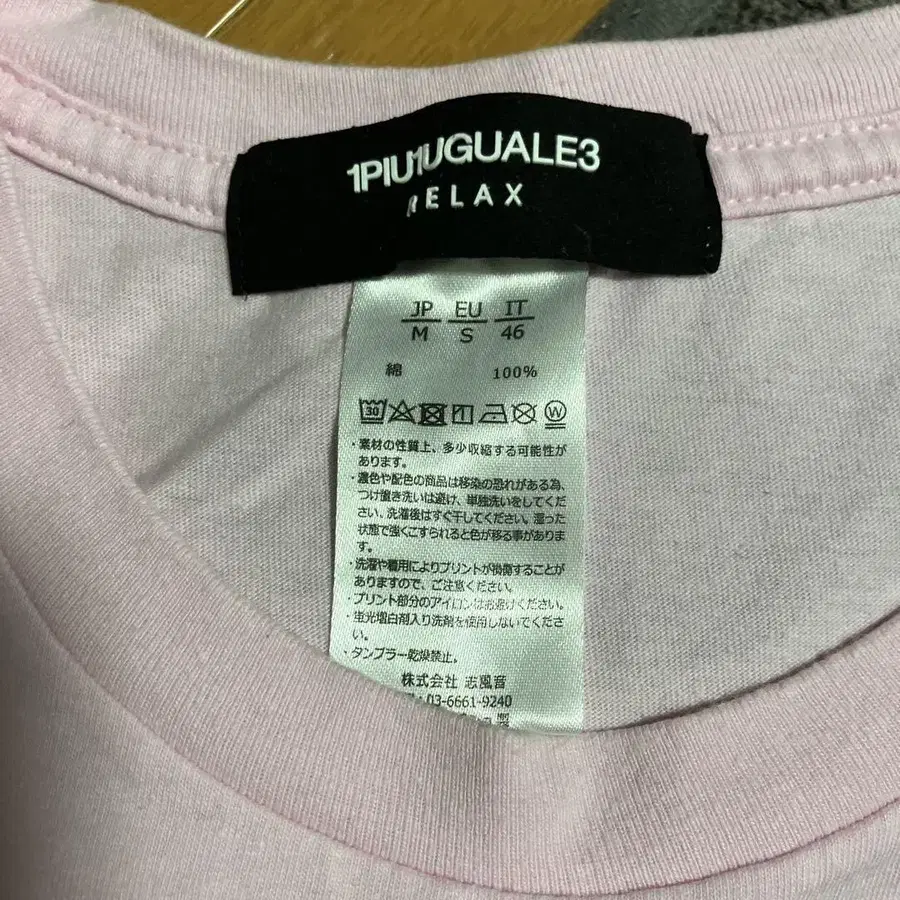 1PIU1UGUALE3
RELAX
JP EU IT
M S 46
綿 100%
30 W
・素材の性質上、多少収縮する可能性が
あります。
・濃色や配色の商品は移染の恐れがある為、
つけ置き洗いは避け、単独洗いをしてくだ
さい、洗濯後はすぐ干してください。湿った
状態で強くこすられると色が移る事がありま
す。
・洗濯や着用によりプリントが損傷することが
ありますので、ご注意ください。
・プリント部分のアイロンはお避けください。
・蛍光増白剤入り洗剤を使用しないでくださ
い。
・タンブラー乾燥禁止。
株式会社 志風音
:03-6661-9240
製